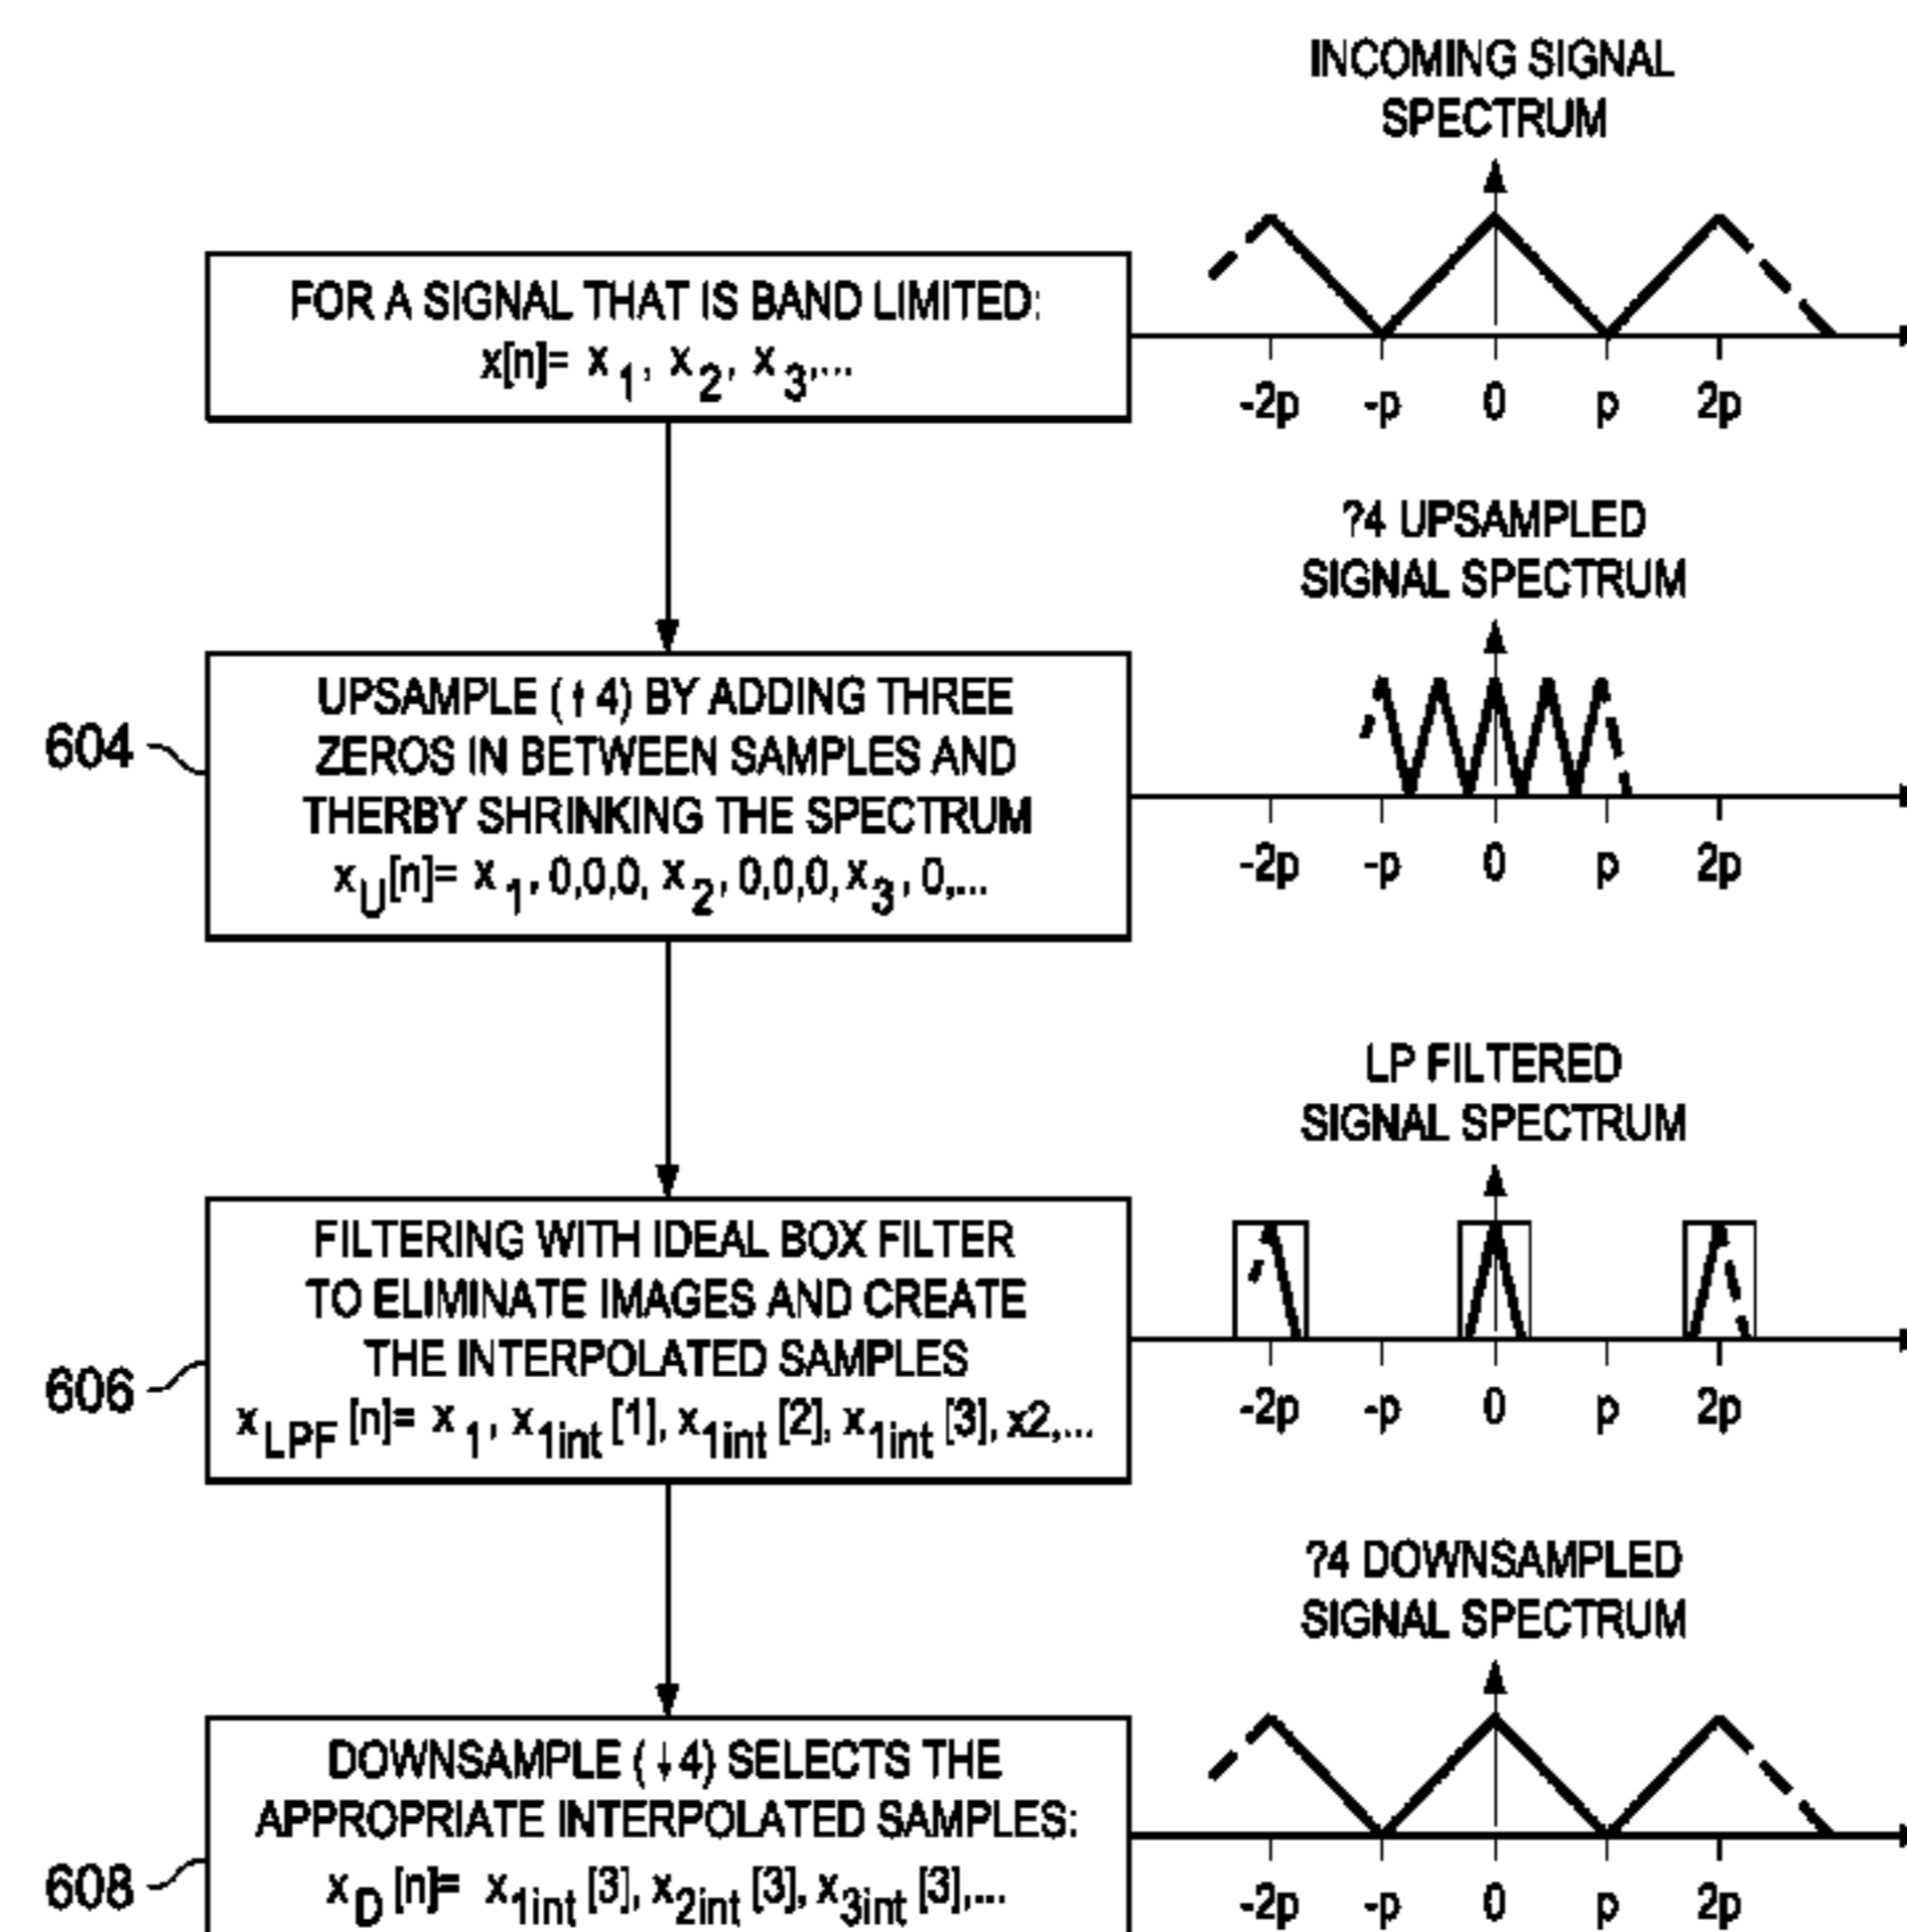 INCOMING SIGNAL
SPECTRUM
FOR A SIGNAL THAT IS BAND LIMITED:
x[n]= x1, x2, x3,...
-2p -p 0 p 2p
?4 UPSAMPLED
SIGNAL SPECTRUM
604
UPSAMPLE (↑4) BY ADDING THREE
ZEROS IN BETWEEN SAMPLES AND
THERBY SHRINKING THE SPECTRUM
xU[n]= x1, 0,0,0, x2, 0,0,0, x3, 0,...
-2p -p 0 p 2p
LP FILTERED
SIGNAL SPECTRUM
606
FILTERING WITH IDEAL BOX FILTER
TO ELIMINATE IMAGES AND CREATE
THE INTERPOLATED SAMPLES
xLPF[n]= x1, x1int[1], x1int[2], x1int[3], x2,...
-2p -p 0 p 2p
?4 DOWNSAMPLED
SIGNAL SPECTRUM
608
DOWNSAMPLE (↓4) SELECTS THE
APPROPRIATE INTERPOLATED SAMPLES:
xD[n]= x1int[3], x2int[3], x3int[3],...
-2p -p 0 p 2p